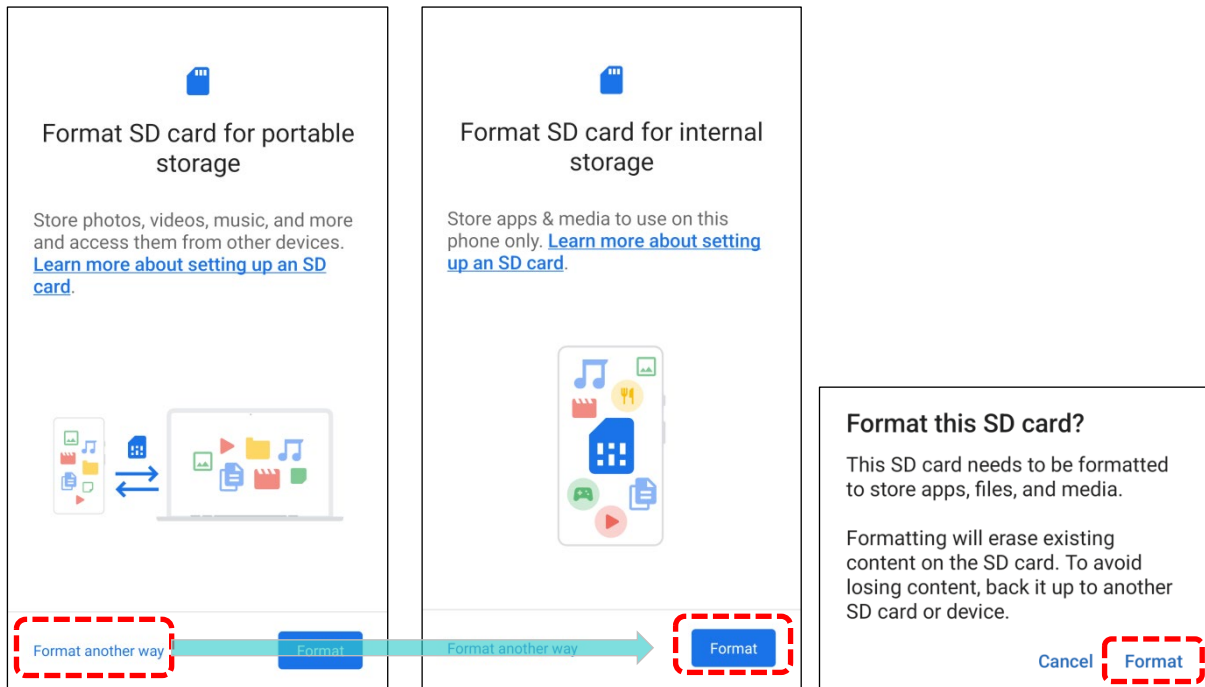 Format SD card for portable
storage
Store photos, videos, music, and more
and access them from other devices.
Learn more about setting up an SD
card.
Format another way
Format
Format SD card for internal
storage
Store apps & media to use on this
phone only. Learn more about setting
up an SD card.
Format another way
Format
Format this SD card?
This SD card needs to be formatted
to store apps, files, and media.
Formatting will erase existing
content on the SD card. To avoid
losing content, back it up to another
SD card or device.
Cancel
Format